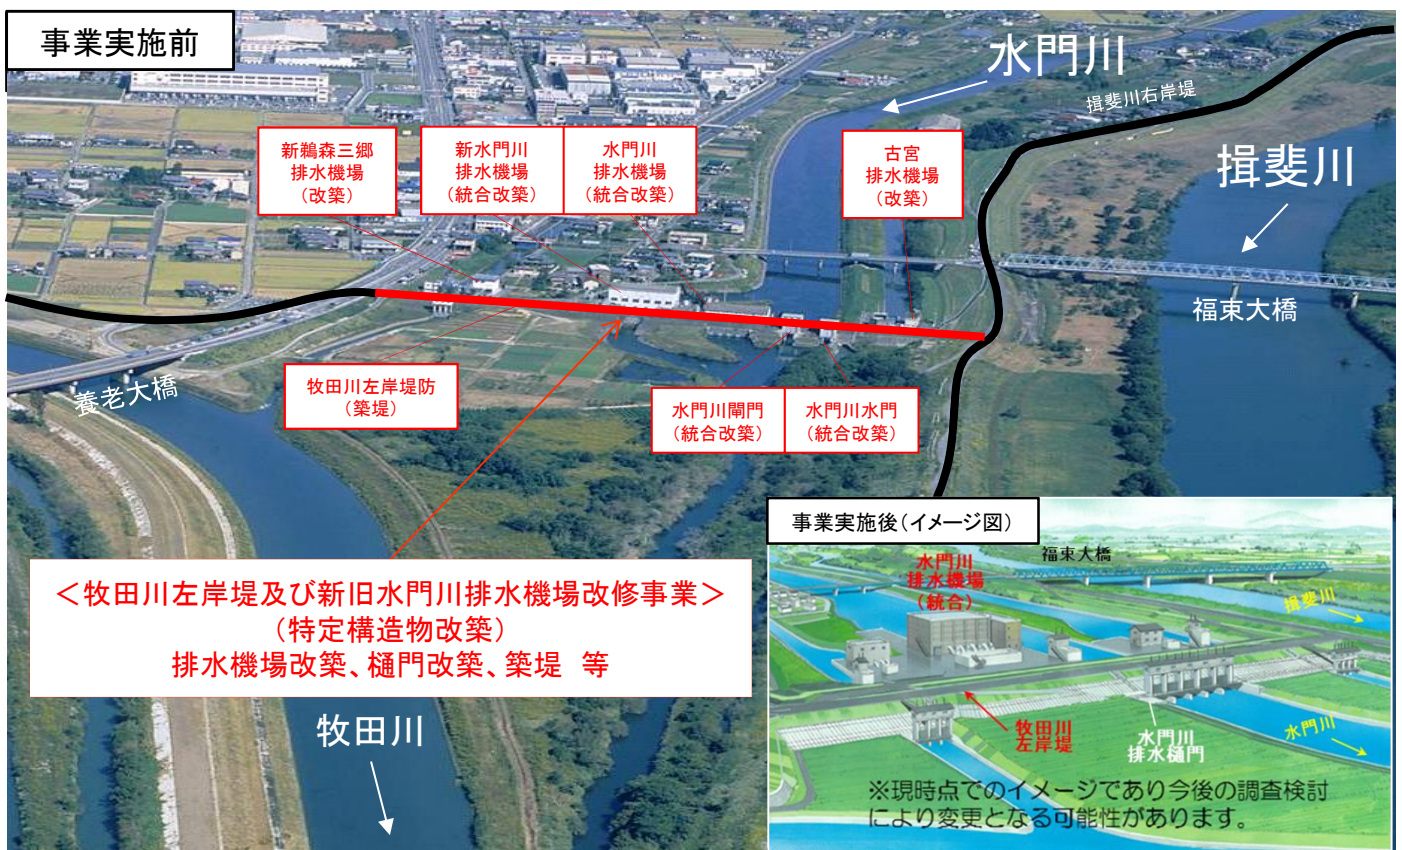 事業実施前
水門川
揖斐川右岸堤
揖斐川
新鵜森三郷
排水機場
（改築）
新水門川
排水機場
（統合改築）
水門川
排水機場
（統合改築）
古宮
排水機場
（改築）
福束大橋
養老大橋
牧田川左岸堤防
（築堤）
水門川閘門
（統合改築）
水門川水門
（統合改築）
＜牧田川左岸堤及び新旧水門川排水機場改修事業＞
（特定構造物改築）
排水機場改築、樋門改築、築堤　等
牧田川
事業実施後（イメージ図）
福束大橋
水門川
排水機場
（統合）
揖斐川
牧田川
左岸堤
水門川
排水樋門
水門川
※現時点でのイメージであり今後の調査検討
により変更となる可能性があります。